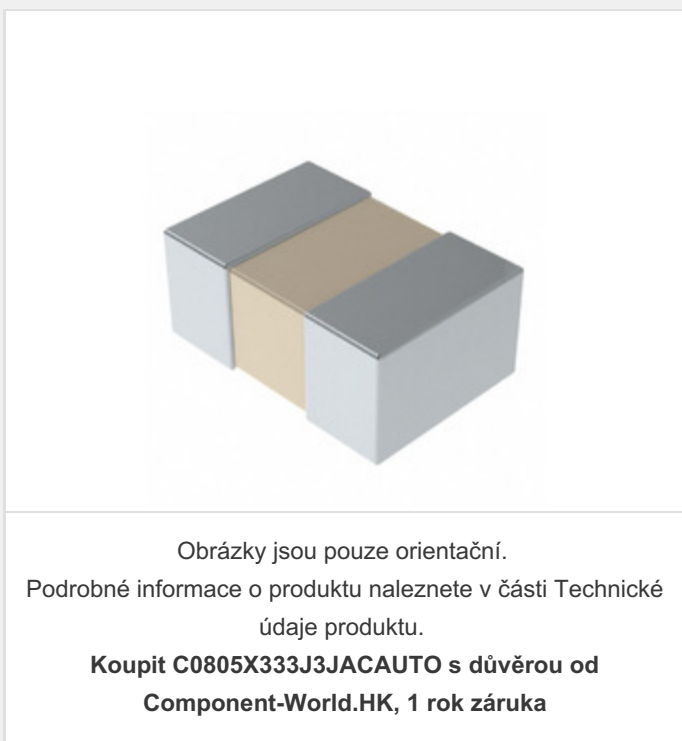 Obrázky jsou pouze orientační.
Podrobné informace o produktu naleznete v části Technické
údaje produktu.
Koupit C0805X333J3JACAUTO s důvěrou od
Component-World.HK, 1 rok záruka